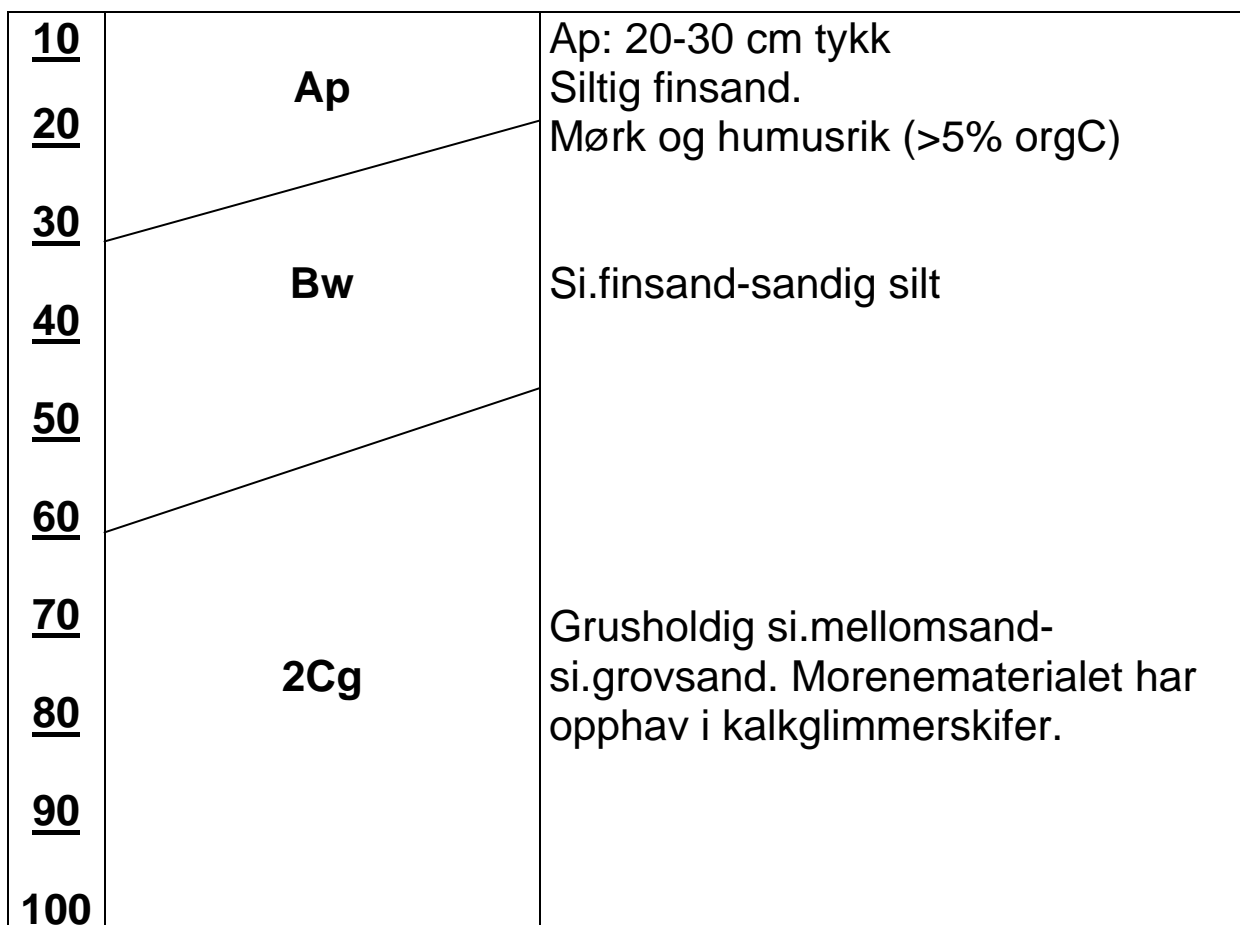 10
Ap: 20-30 cm tykk
Ap
Siltig finsand.
20
Mørk og humusrik (>5% orgC)
30
Bw
Si.finsand-sandig silt
40
50
60
70
Grusholdig si.mellomsand-
2Cg
si.grovsand. Morenematerialet har
80
opphav i kalkglimmerskifer.
90
100